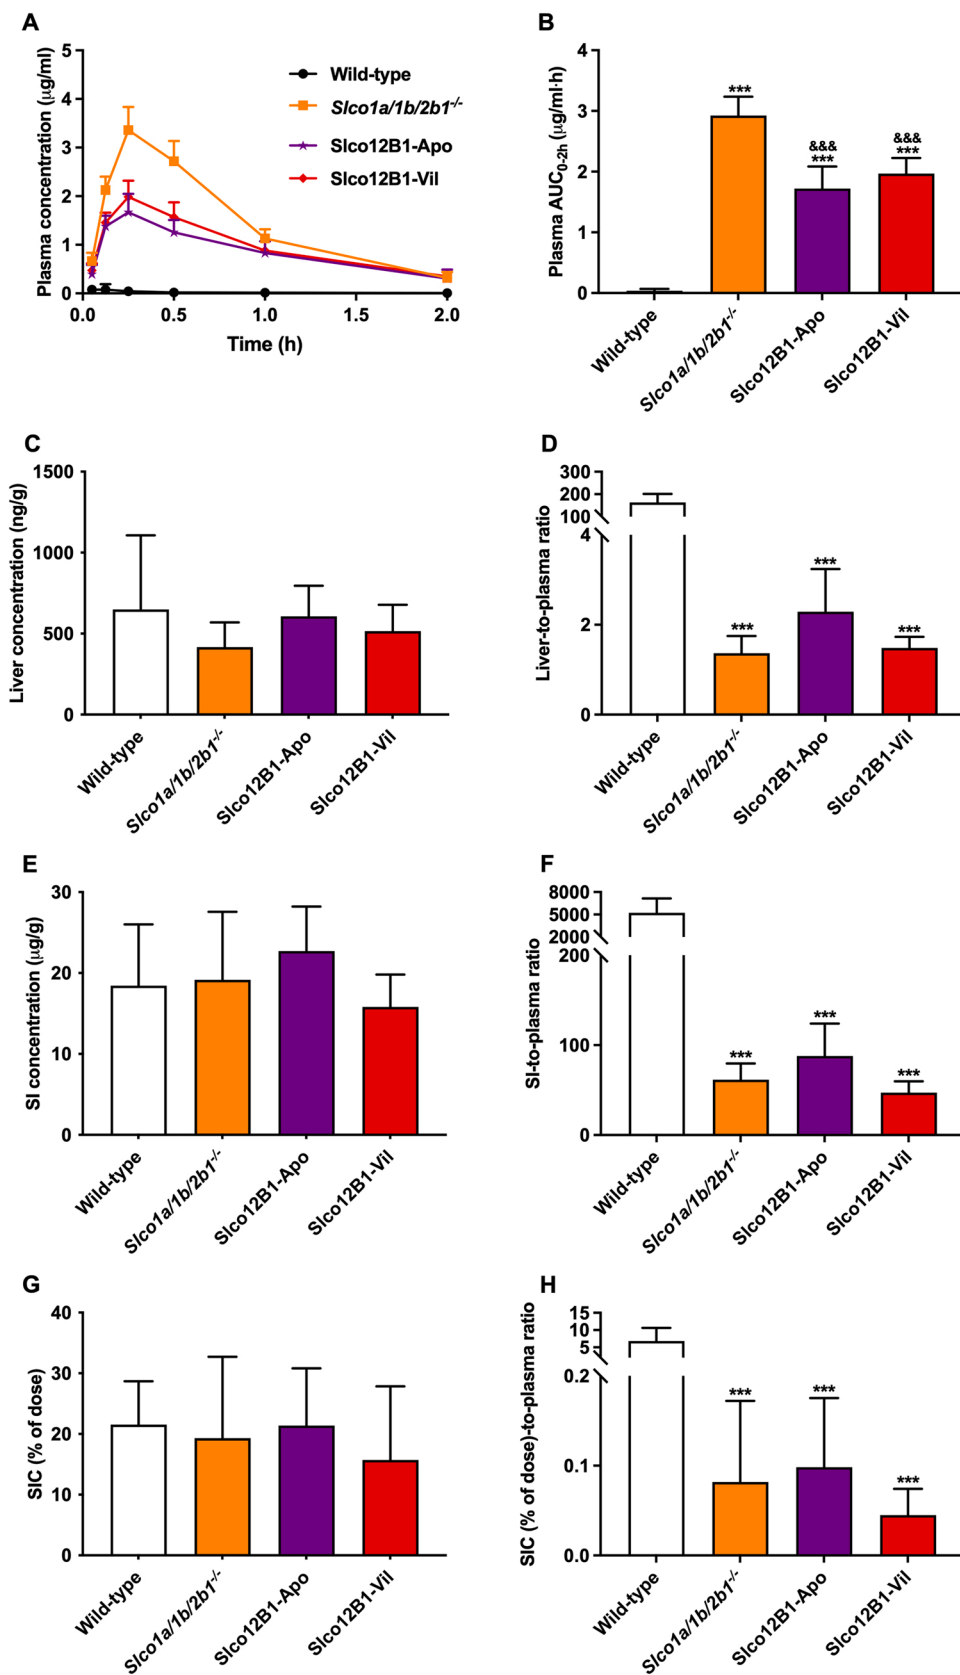 A
Plasma concentration (μg/ml)
5
4
3
2
1
0
0.0
0.5
1.0
1.5
2.0
Time (h)
Wild-type
Slco1a/1b/2b1-/-
Slco12B1-Apo
Slco12B1-Vil
B
Plasma AUC0-2h (μg/ml·h)
4
3
2
1
0
***
&&&
***
&&&
***
Wild-type
Slco1a/1b/2b1-/-
Slco12B1-Apo
Slco12B1-Vil
C
Liver concentration (ng/g)
1500
1000
500
0
Wild-type
Slco1a/1b/2b1-/-
Slco12B1-Apo
Slco12B1-Vil
D
Liver-to-plasma ratio
300
200
100
4
2
0
***
***
***
Wild-type
Slco1a/1b/2b1-/-
Slco12B1-Apo
Slco12B1-Vil
E
SI concentration (μg/g)
30
20
10
0
Wild-type
Slco1a/1b/2b1-/-
Slco12B1-Apo
Slco12B1-Vil
F
SI-to-plasma ratio
8000
5000
2000
200
100
0
***
***
***
Wild-type
Slco1a/1b/2b1-/-
Slco12B1-Apo
Slco12B1-Vil
G
SIC (% of dose)
40
30
20
10
0
Wild-type
Slco1a/1b/2b1-/-
Slco12B1-Apo
Slco12B1-Vil
H
SIC (% of dose)-to-plasma ratio
15
10
5
0.2
0.1
0.0
***
***
***
Wild-type
Slco1a/1b/2b1-/-
Slco12B1-Apo
Slco12B1-Vil